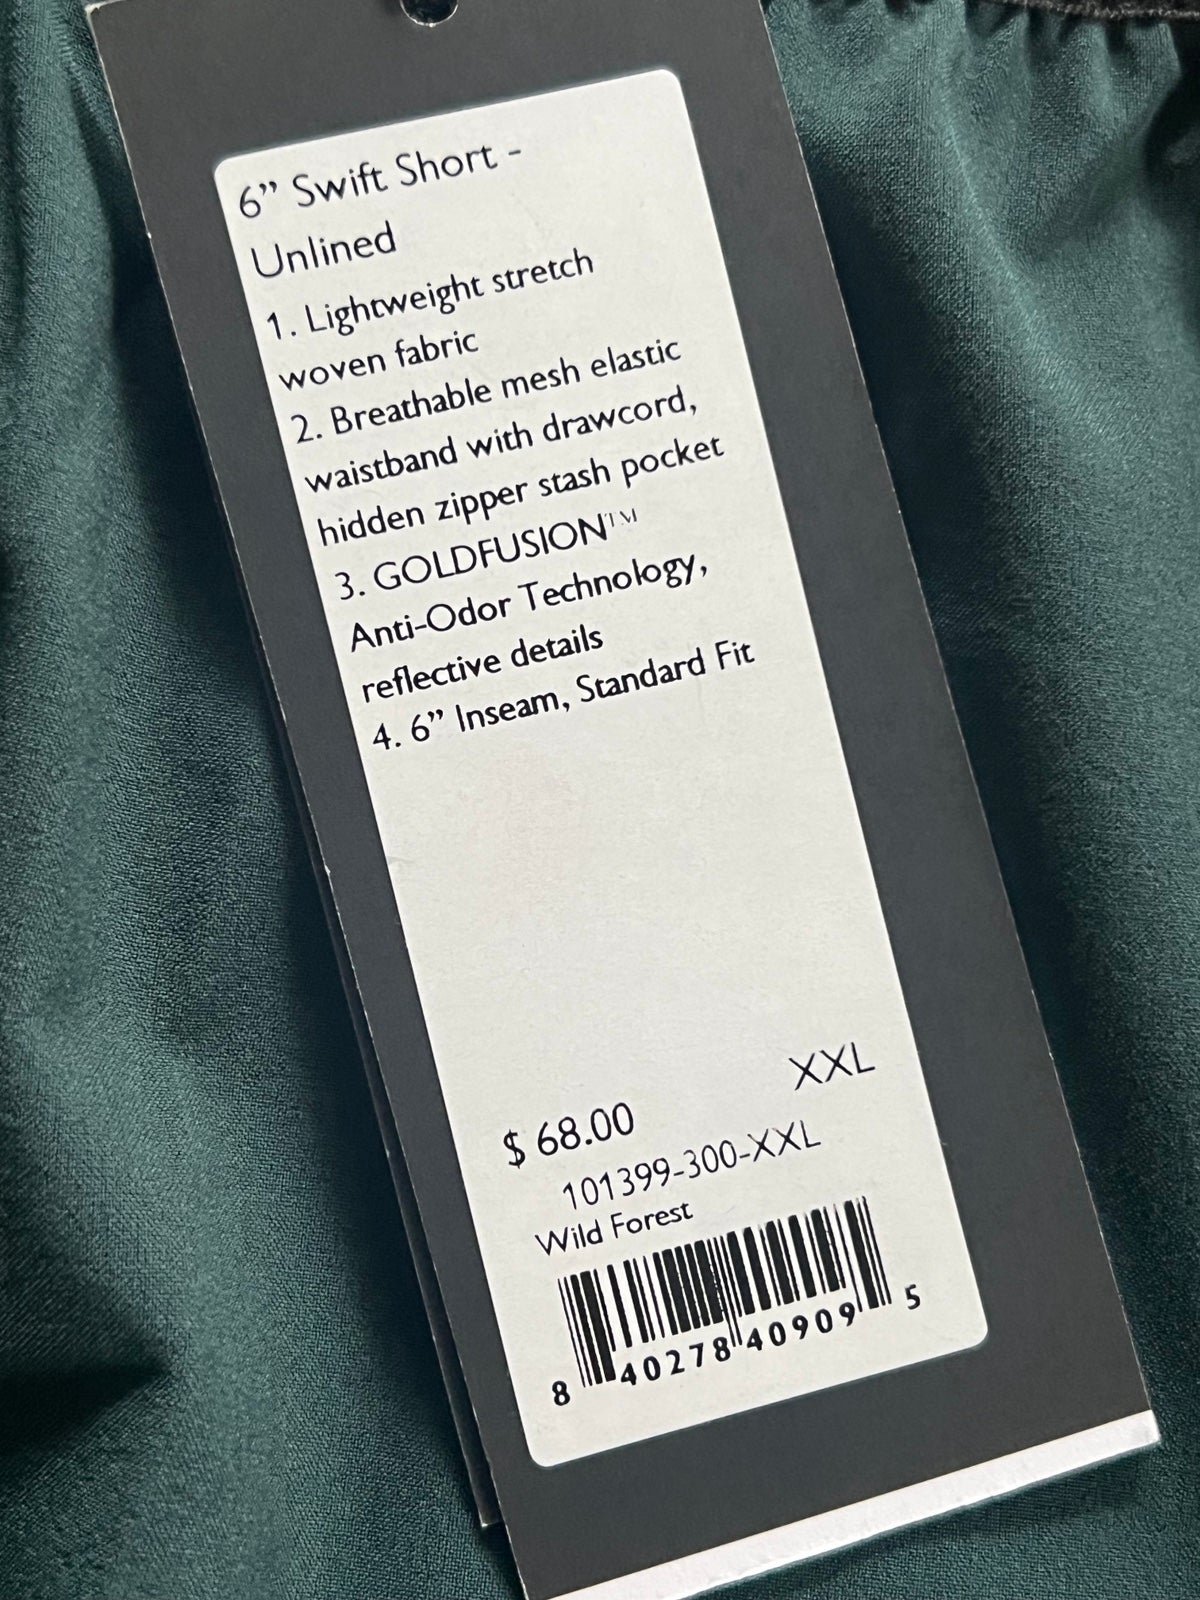 6” Swift Short -
Unlined
1. Lightweight stretch
woven fabric
2. Breathable mesh elastic
waistband with drawcord,
hidden zipper stash pocket
3. GOLDFUSION™
Anti-Odor Technology,
reflective details
4. 6” Inseam, Standard Fit
XXL
$ 68.00
101399-300-XXL
Wild Forest
8 40278 40909 5